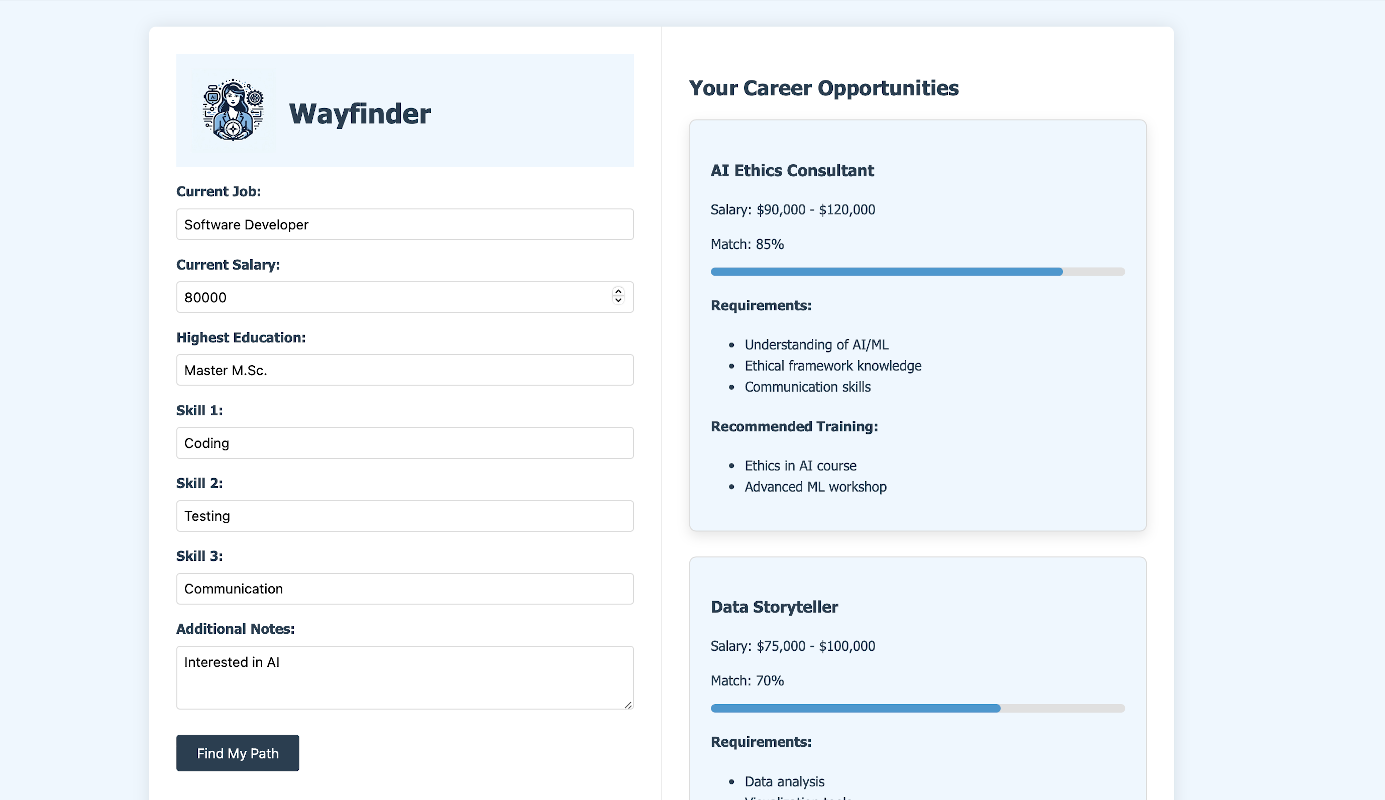 Wayfinder
Current Job:
Software Developer
Current Salary:
80000
Highest Education:
Master M.Sc.
Skill 1:
Coding
Skill 2:
Testing
Skill 3:
Communication
Additional Notes:
Interested in AI
Find My Path
Your Career Opportunities
AI Ethics Consultant
Salary: $90,000 - $120,000
Match: 85%
Requirements:
Understanding of AI/ML
Ethical framework knowledge
Communication skills
Recommended Training:
Ethics in AI course
Advanced ML workshop
Data Storyteller
Salary: $75,000 - $100,000
Match: 70%
Requirements:
Data analysis